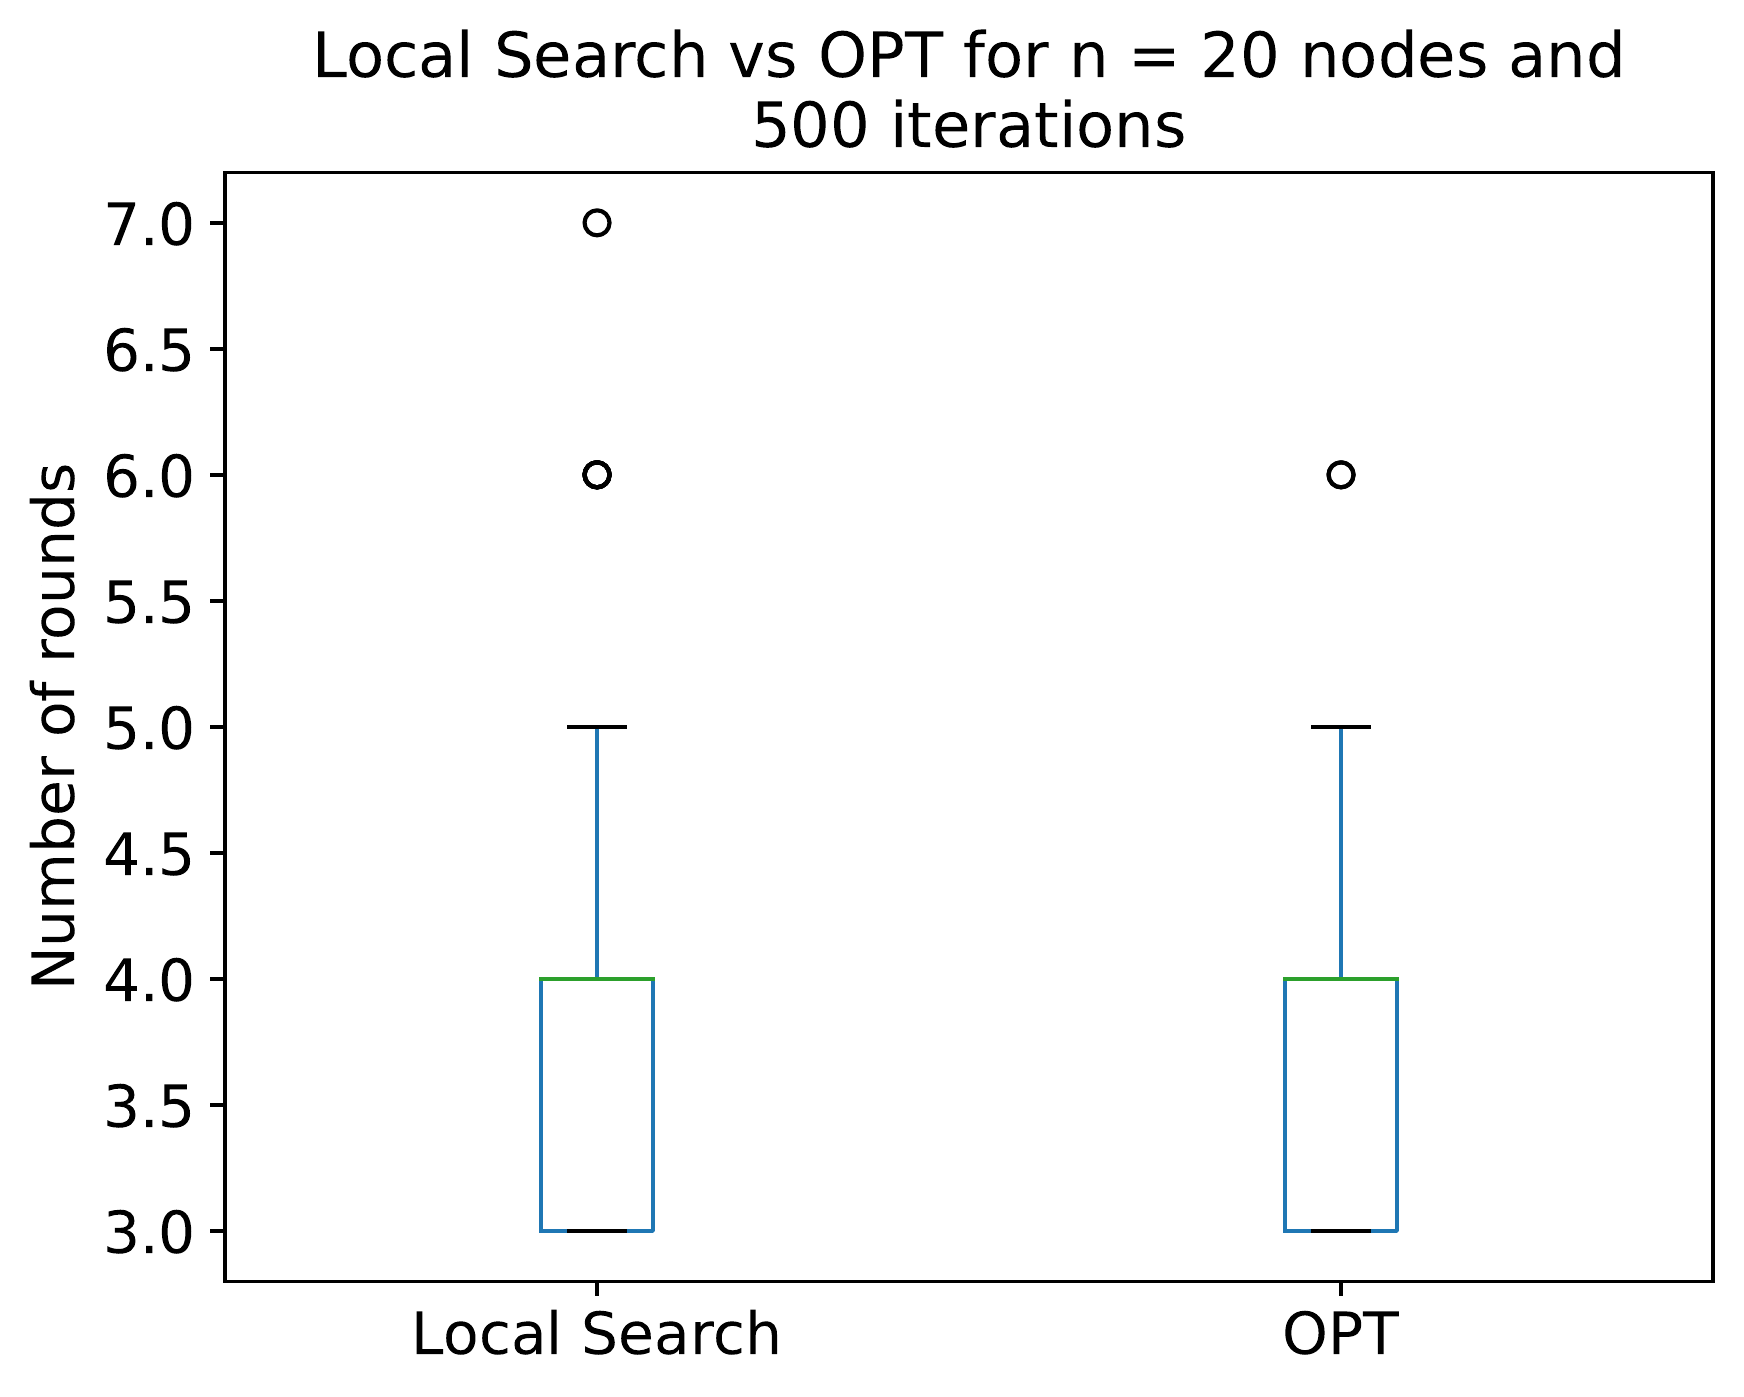 Local Search vs OPT for n = 20 nodes and
500 iterations
Number of rounds
7.0
6.5
6.0
5.5
5.0
4.5
4.0
3.5
3.0
Local Search
OPT